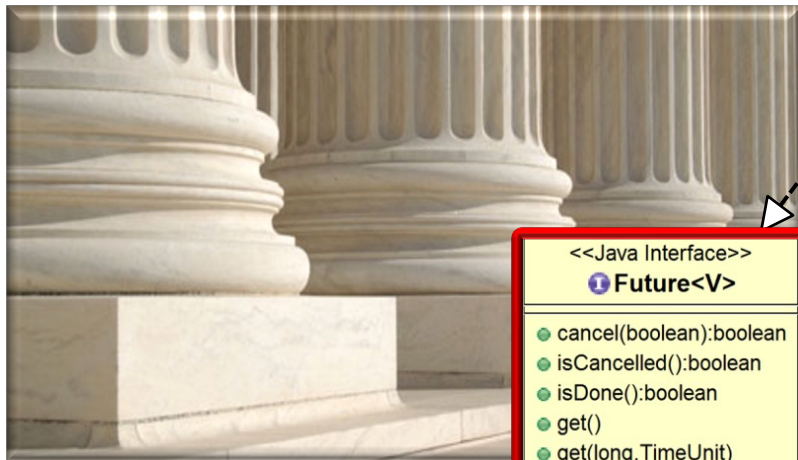 <<Java Interface>>
I Future<V>
cancel(boolean):boolean
isCancelled():boolean
isDone():boolean
get()
get(long,TimeUnit)